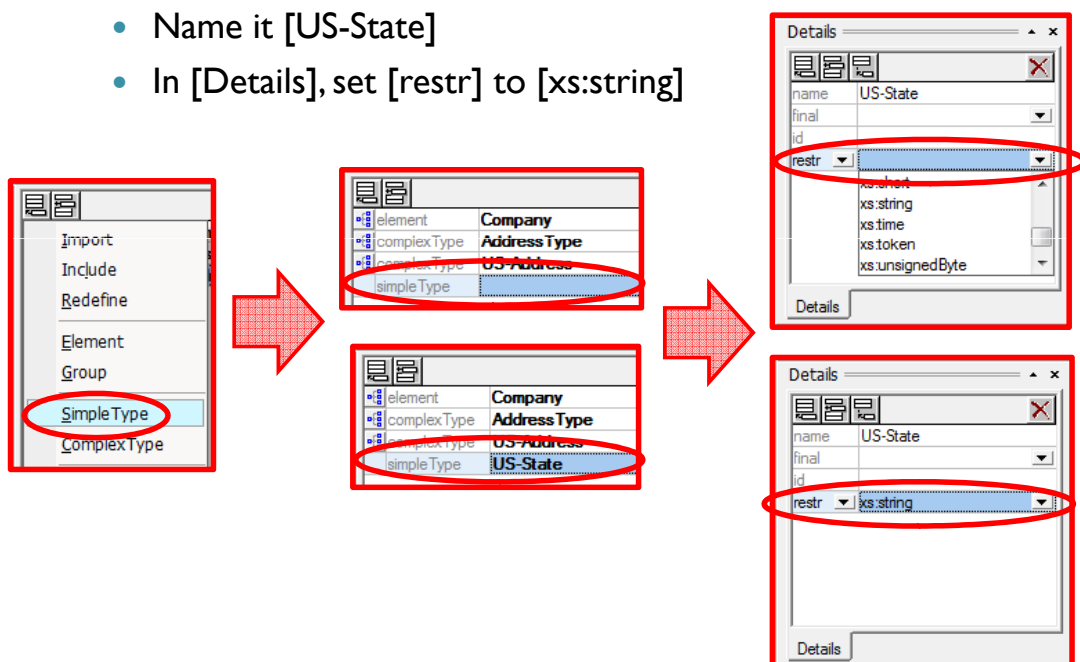 • Name it [US-State]
• In [Details], set [restr] to [xs:string]
Import
Include
Redefine
Element
Group
SimpleType
ComplexType
element Company
complexType AddressType
complexType US-Address
simpleType
element Company
complexType AddressType
complexType US-Address
simpleType US-State
Details
name US-State
final
id
restr
xs:short
xs:string
xs:time
xs:token
xs:unsignedByte
Details
Details
name US-State
final
id
restr xs:string
Details